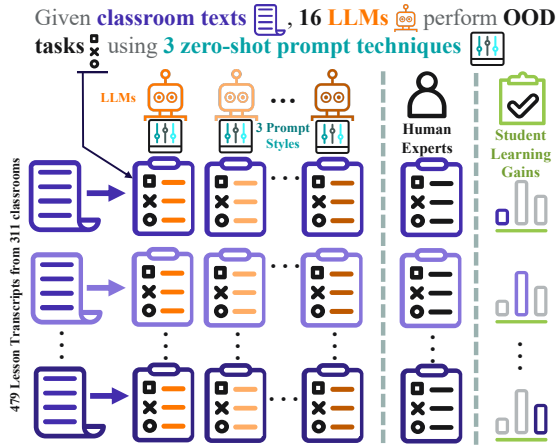 Given classroom texts , 16 LLMs perform OOD
tasks using 3 zero-shot prompt techniques
LLMs
3 Prompt
Styles
Human
Experts
Student
Learning
Gains
479 Lesson Transcripts from 311 classrooms